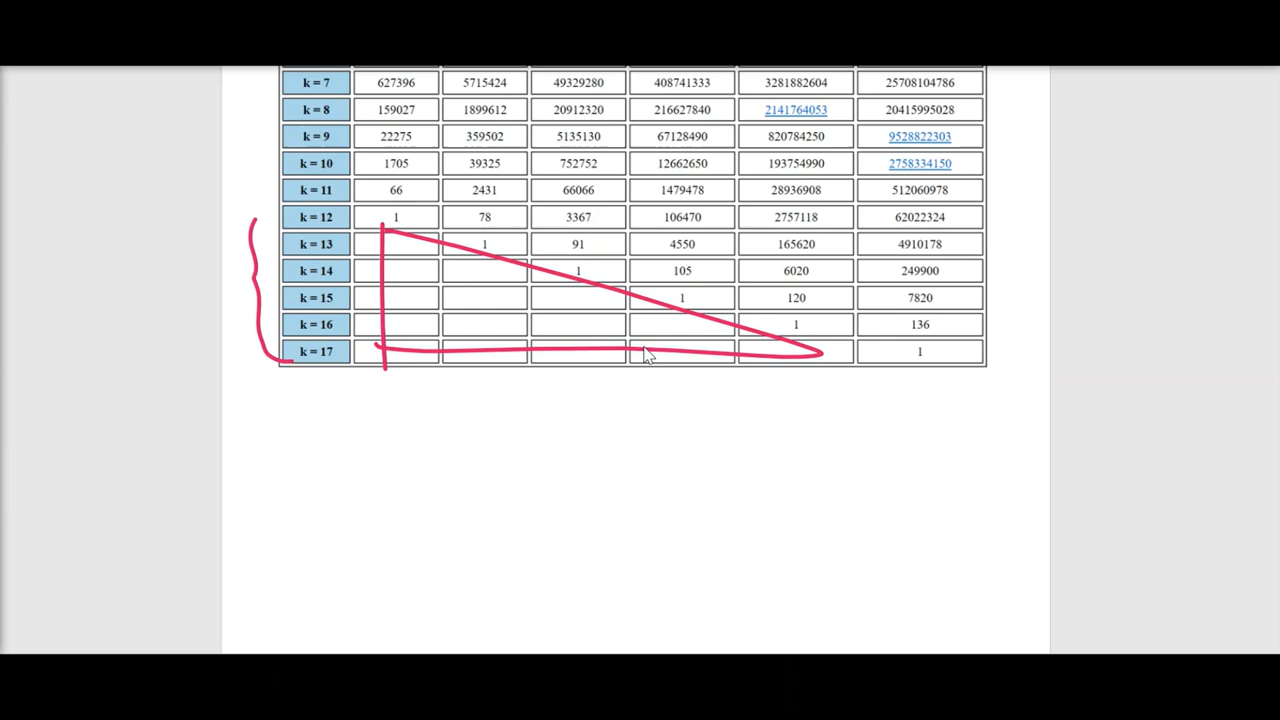 k = 7 627396 5715424 49329280 408741333 3281882604 25708104786
k = 8 159027 1899612 20912320 216627840 2141764053 20415995028
k = 9 22275 359502 5135130 67128490 820784250 9528822303
k = 10 1705 39325 752752 12662650 193754990 2758334150
k = 11 66 2431 66066 1479478 28936908 512060978
k = 12 1 78 3367 106470 2757118 62022324
k = 13 1 91 4550 165620 4910178
k = 14 1 105 6020 249900
k = 15 1 120 7820
k = 16 1 136
k = 17 1